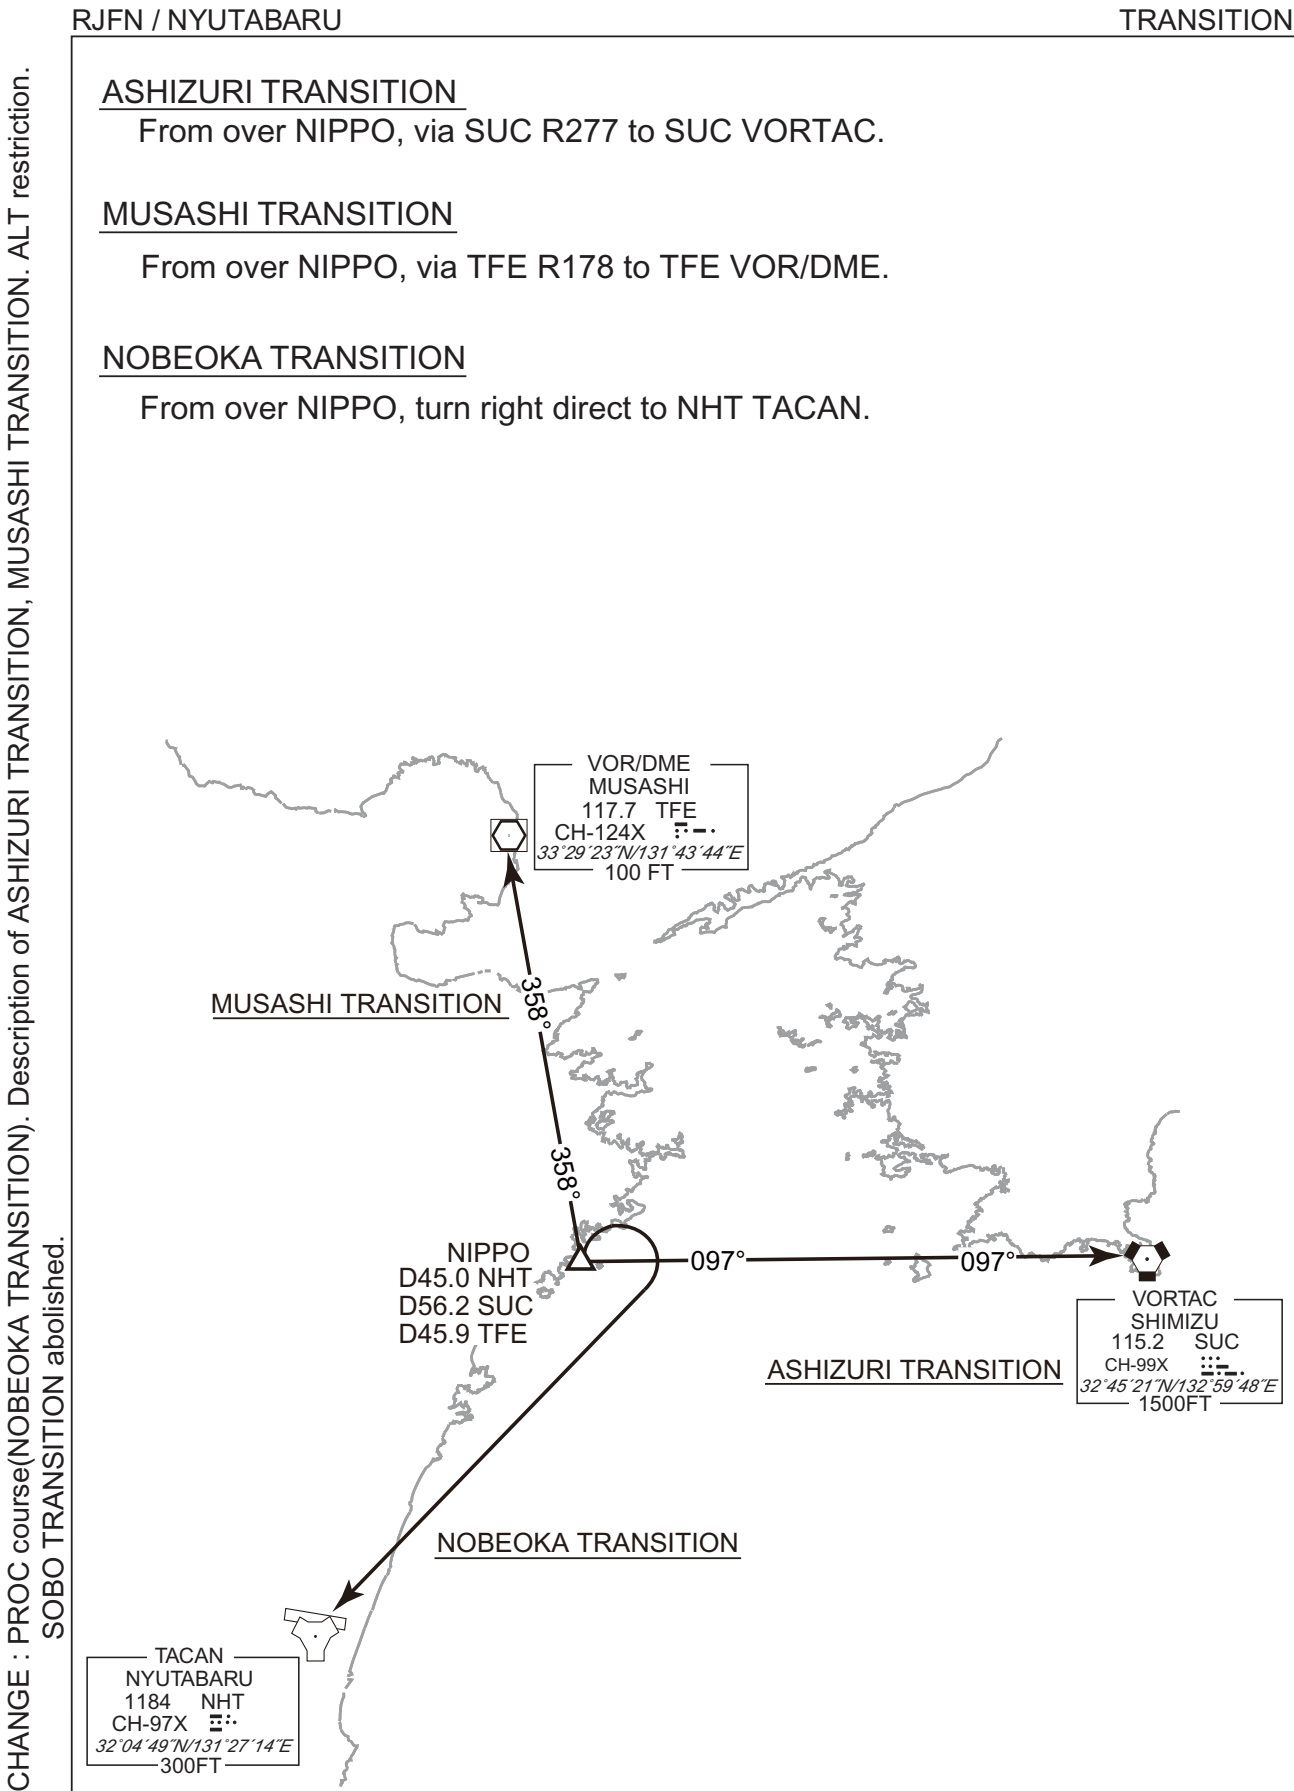 RJFN / NYUTABARU
TRANSITION
CHANGE : PROC course(NOBEOKA TRANSITION). Description of ASHIZURI TRANSITION, MUSASHI TRANSITION. ALT restriction.
SOBO TRANSITION abolished.
ASHIZURI TRANSITION
From over NIPPO, via SUC R277 to SUC VORTAC.
MUSASHI TRANSITION
From over NIPPO, via TFE R178 to TFE VOR/DME.
NOBEOKA TRANSITION
From over NIPPO, turn right direct to NHT TACAN.
VOR/DME
MUSASHI
117.7 TFE
CH-124X
33°29′23″N/131°43′44″E
100 FT
358°
MUSASHI TRANSITION
358°
NIPPO
D45.0 NHT
D56.2 SUC
D45.9 TFE
097°
097°
VORTAC
SHIMIZU
115.2 SUC
CH-99X
32°45′21″N/132°59′48″E
1500FT
ASHIZURI TRANSITION
NOBEOKA TRANSITION
TACAN
NYUTABARU
1184 NHT
CH-97X
32°04′49″N/131°27′14″E
300FT